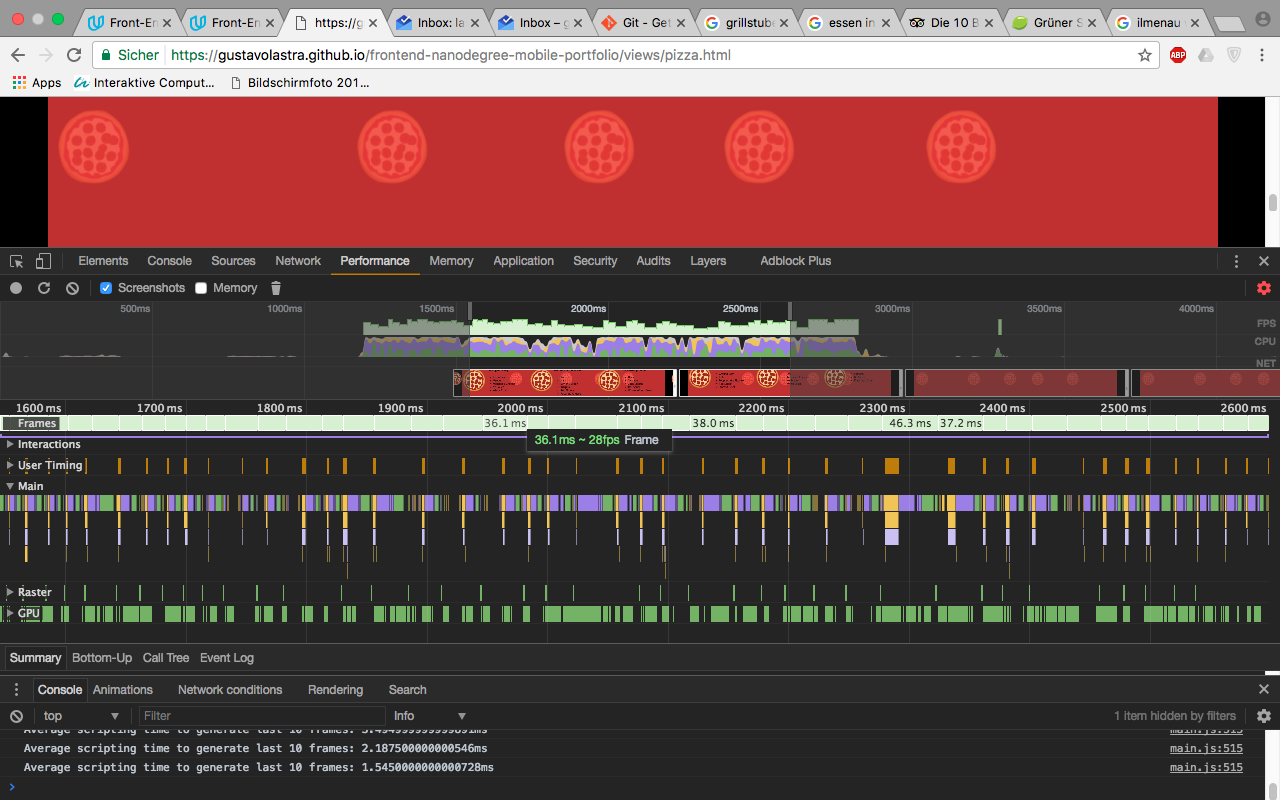 Front-En
Front-En
https://g
Inbox: la
Inbox – g
Git - Get
grillstube
essen in
Die 10 B
Grüner S
ilmenau
Sicher https://gustavolastra.github.io/frontend-nanodegree-mobile-portfolio/views/pizza.html
ABP
Apps Interaktive Comput... Bildschirmfoto 201...
Elements Console Sources Network Performance Memory Application Security Audits Layers Adblock Plus
Screenshots Memory
500ms 1000ms 1500ms 2000ms 2500ms 3000ms 3500ms 4000ms
FPS
CPU
NET
1600 ms 1700 ms 1800 ms 1900 ms 2000 ms 2100 ms 2200 ms 2300 ms 2400 ms 2500 ms 2600 ms
Frames 36.1 ms 38.0 ms 46.3 ms 37.2 ms
36.1ms ~ 28fps Frame
Interactions
User Timing
Main
Raster
GPU
Summary Bottom-Up Call Tree Event Log
Console Animations Network conditions Rendering Search
top Filter Info 1 item hidden by filters
Average scripting time to generate last 10 frames: main.js:515
Average scripting time to generate last 10 frames: 2.187500000000546ms main.js:515
Average scripting time to generate last 10 frames: 1.5450000000000728ms main.js:515